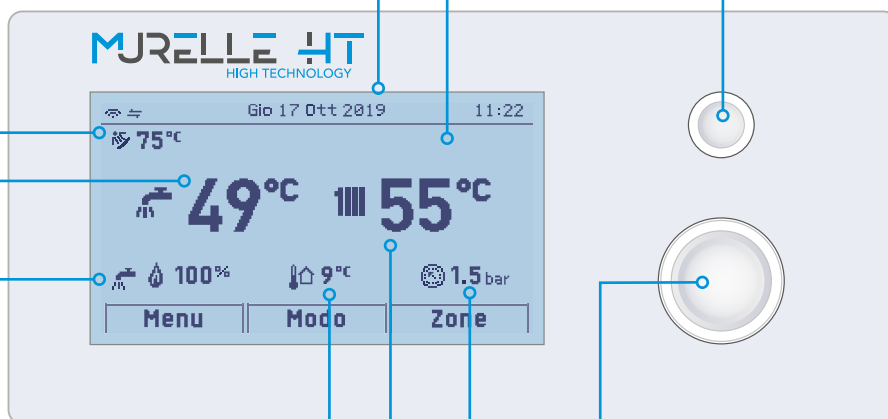 MURELLE HT
HIGH TECHNOLOGY
Gio 17 Ott 2019 11:22
75°C
49°C 55°C
100% 9°C 1.5 bar
Menu Modo Zone